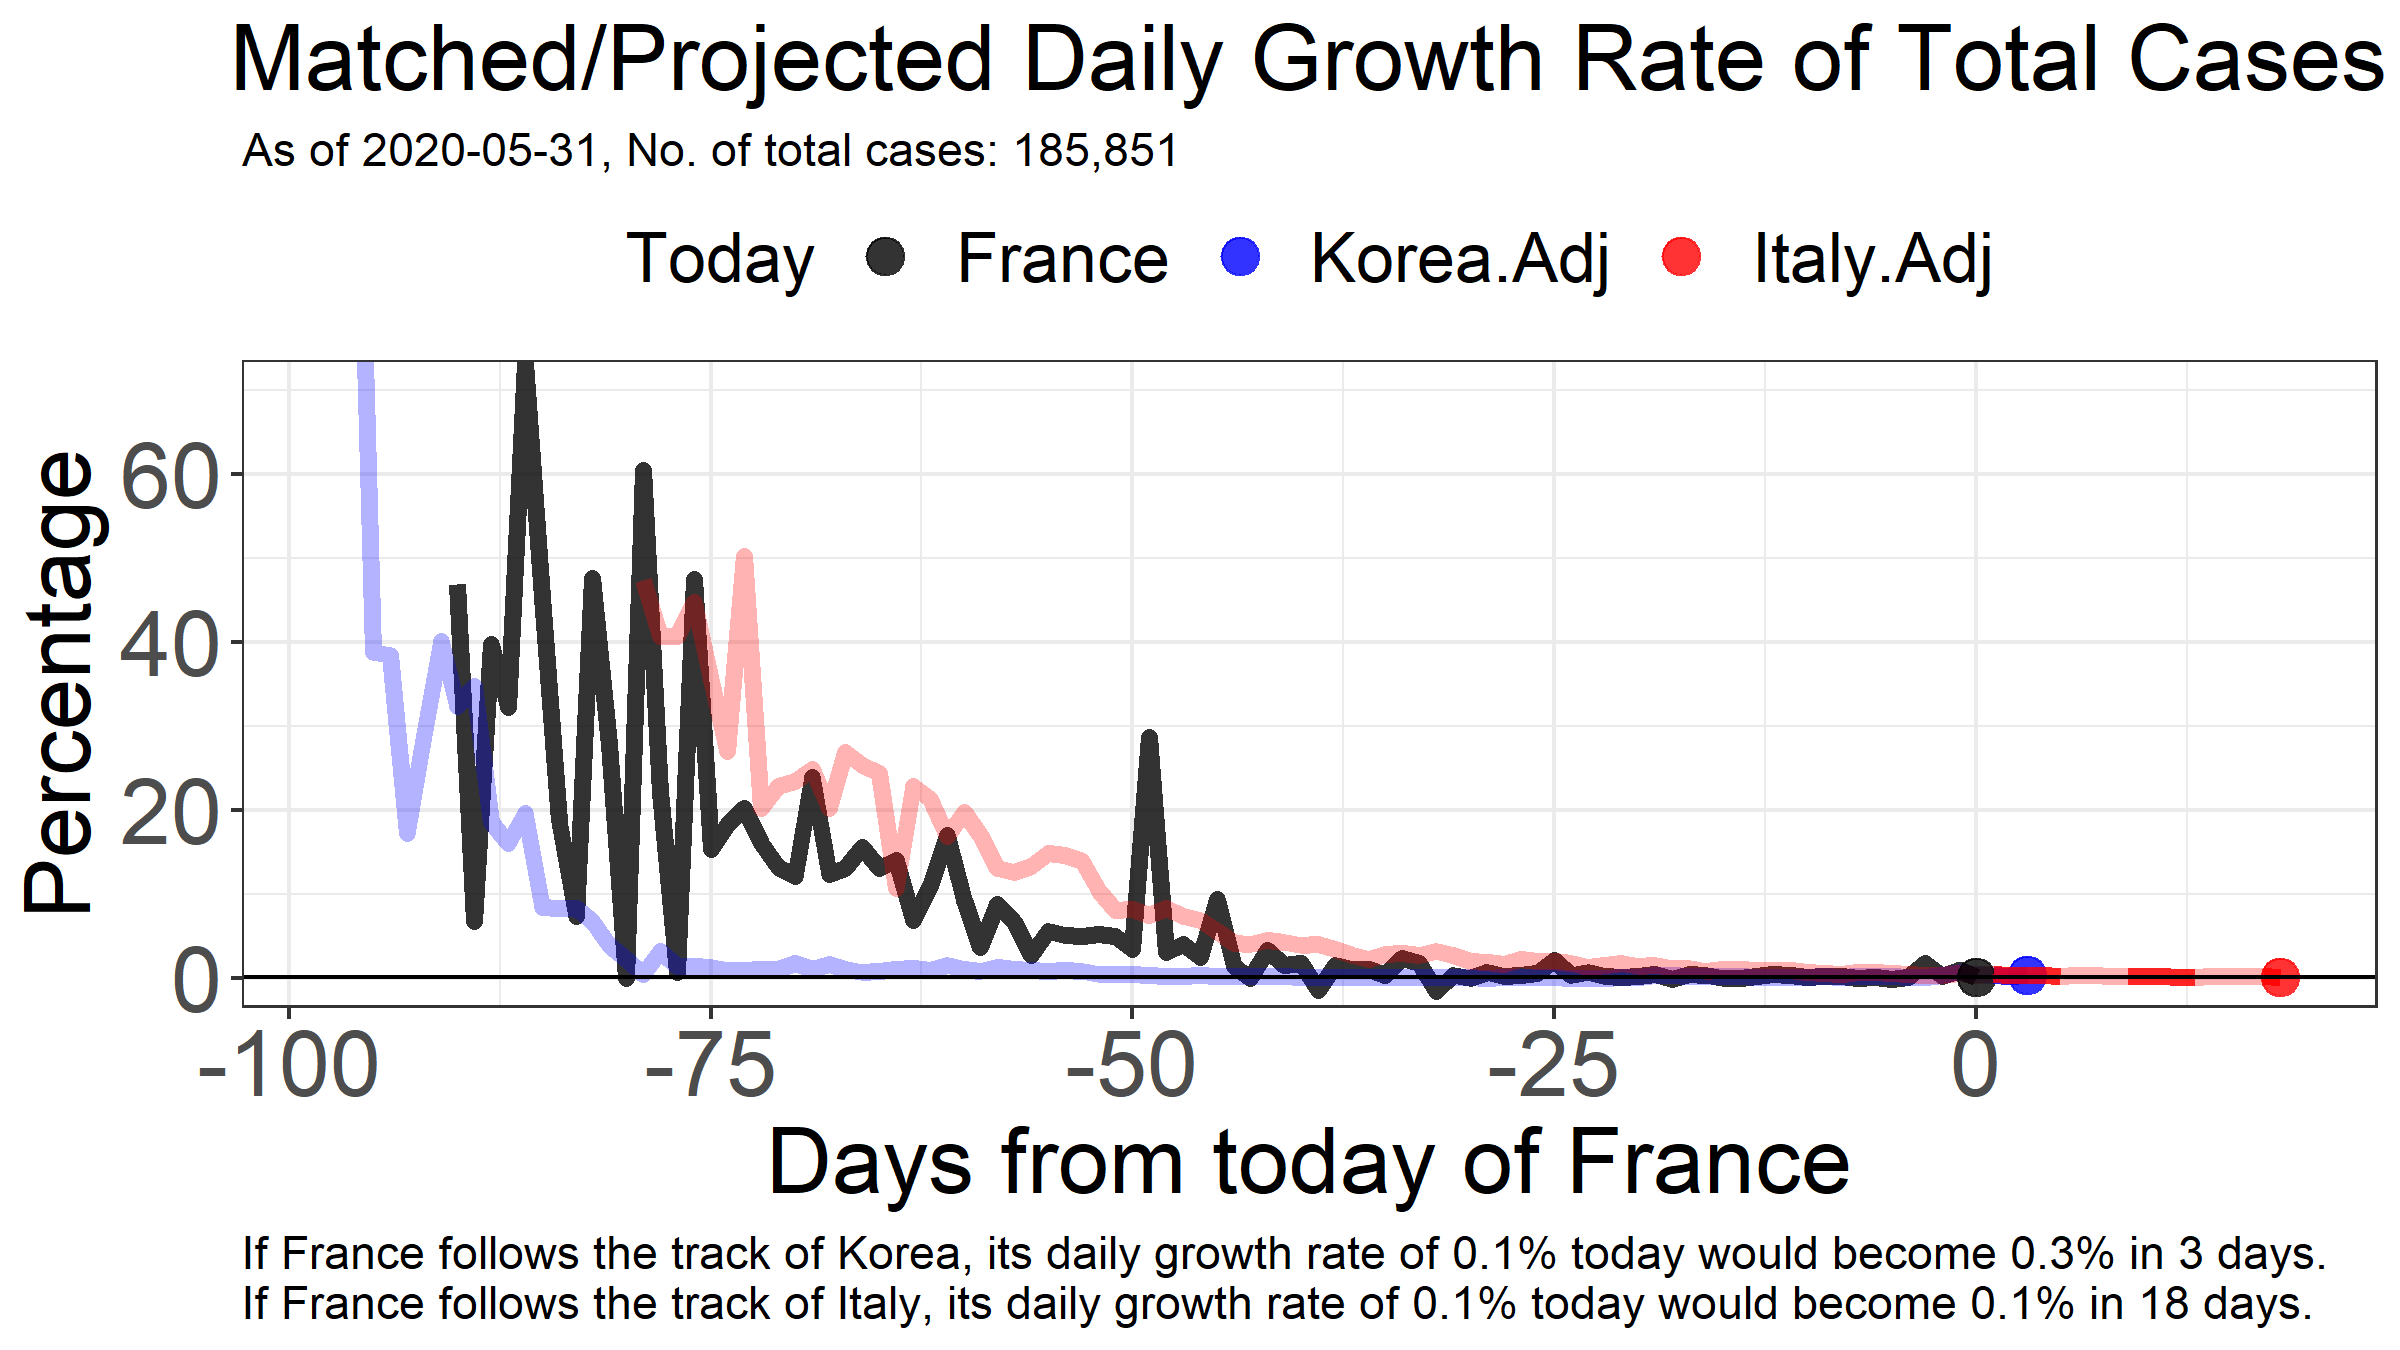 Matched/Projected Daily Growth Rate of Total Cases
As of 2020-05-31, No. of total cases: 185,851
Today France Korea.Adj Italy.Adj
Percentage
60
40
20
0
-100 -75 -50 -25 0
Days from today of France
If France follows the track of Korea, its daily growth rate of 0.1% today would become 0.3% in 3 days.
If France follows the track of Italy, its daily growth rate of 0.1% today would become 0.1% in 18 days.